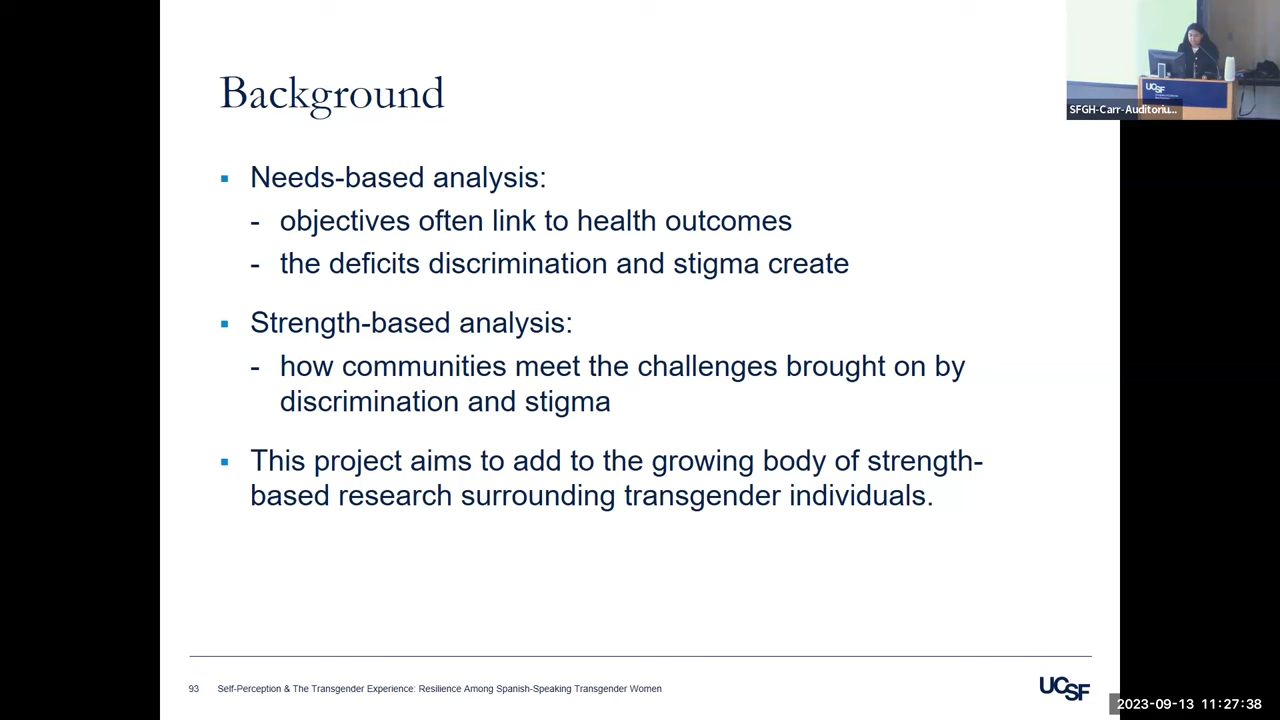 Background
▪ Needs-based analysis:
- objectives often link to health outcomes
- the deficits discrimination and stigma create
▪ Strength-based analysis:
- how communities meet the challenges brought on by
discrimination and stigma
▪ This project aims to add to the growing body of strength-
based research surrounding transgender individuals.
93 Self-Perception & The Transgender Experience: Resilience Among Spanish-Speaking Transgender Women
UCSF
UCSF
SFGH-Carr-Auditoriu...
2023-09-13 11:27:38